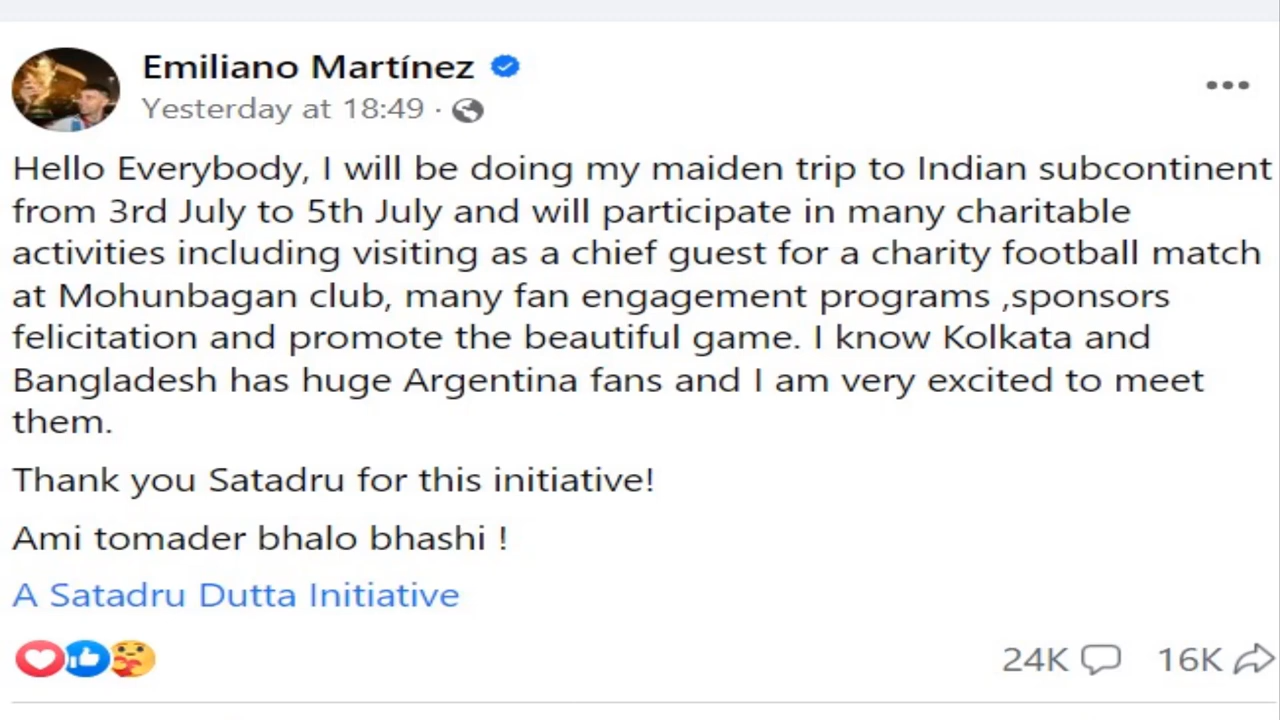 Emiliano Martínez
Yesterday at 18:49 ·
Hello Everybody, I will be doing my maiden trip to Indian subcontinent
from 3rd July to 5th July and will participate in many charitable
activities including visiting as a chief guest for a charity football match
at Mohunbagan club, many fan engagement programs ,sponsors
felicitation and promote the beautiful game. I know Kolkata and
Bangladesh has huge Argentina fans and I am very excited to meet
them.
Thank you Satadru for this initiative!
Ami tomader bhalo bhashi !
A Satadru Dutta Initiative
24K 16K